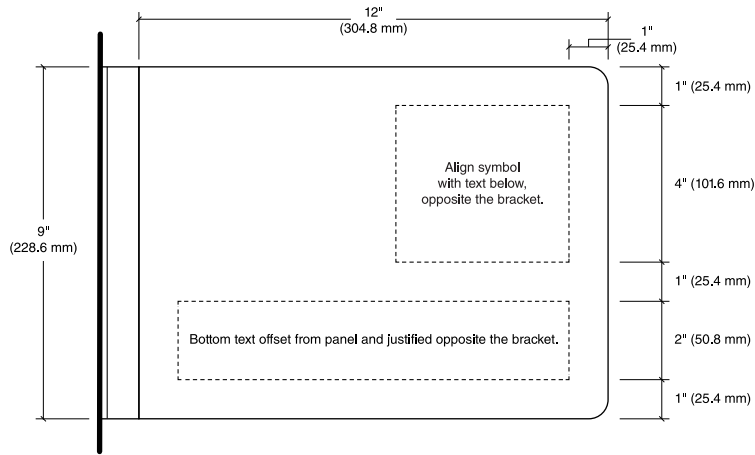 12"
(304.8 mm)
1"
(25.4 mm)
1" (25.4 mm)
Align symbol
with text below,
opposite the bracket.
4" (101.6 mm)
9"
(228.6 mm)
1" (25.4 mm)
Bottom text offset from panel and justified opposite the bracket.
2" (50.8 mm)
1" (25.4 mm)